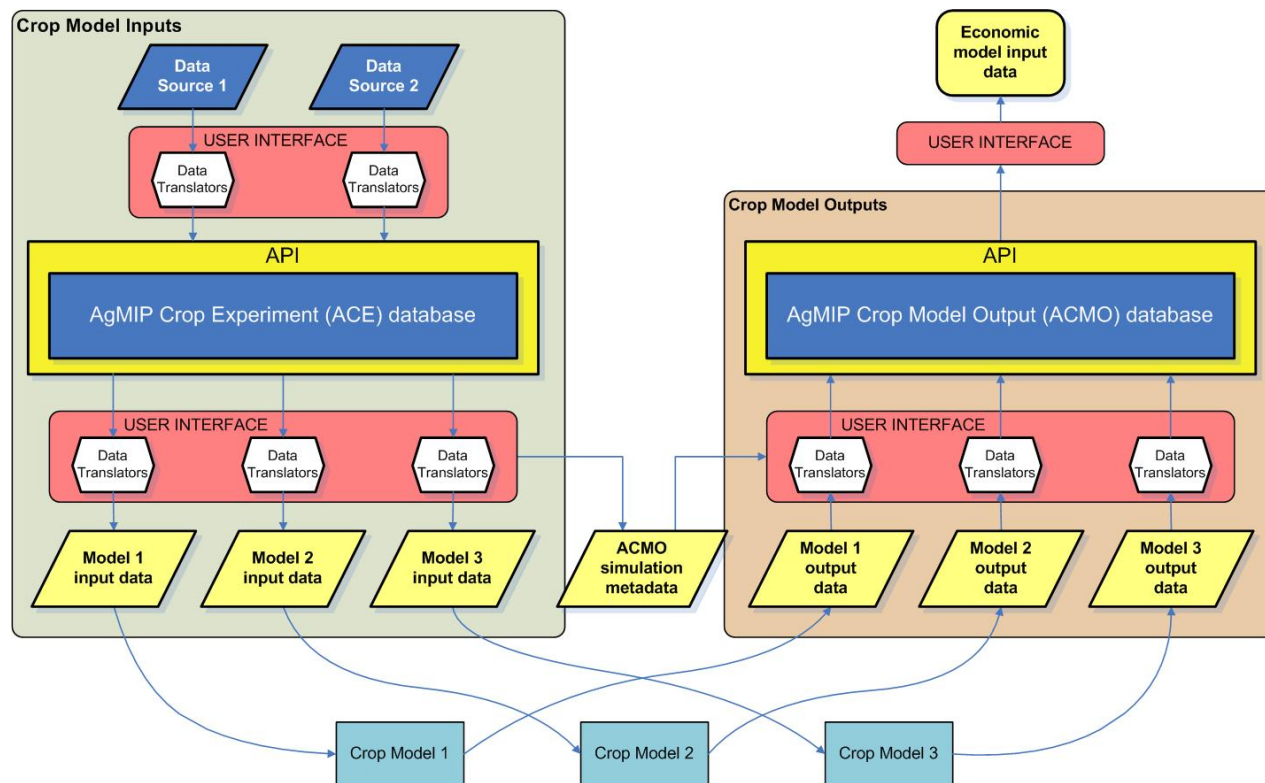 Crop Model Inputs
Data
Source 1
Data
Source 2
USER INTERFACE
Data
Translators
Data
Translators
API
AgMIP Crop Experiment (ACE) database
USER INTERFACE
Data
Translators
Data
Translators
Data
Translators
Model 1
input data
Model 2
input data
Model 3
input data
ACMO
simulation
metadata
Crop Model 1
Crop Model 2
Crop Model 3
Economic
model input
data
USER INTERFACE
Crop Model Outputs
API
AgMIP Crop Model Output (ACMO) database
USER INTERFACE
Data
Translators
Data
Translators
Data
Translators
Model 1
output
data
Model 2
output
data
Model 3
output
data